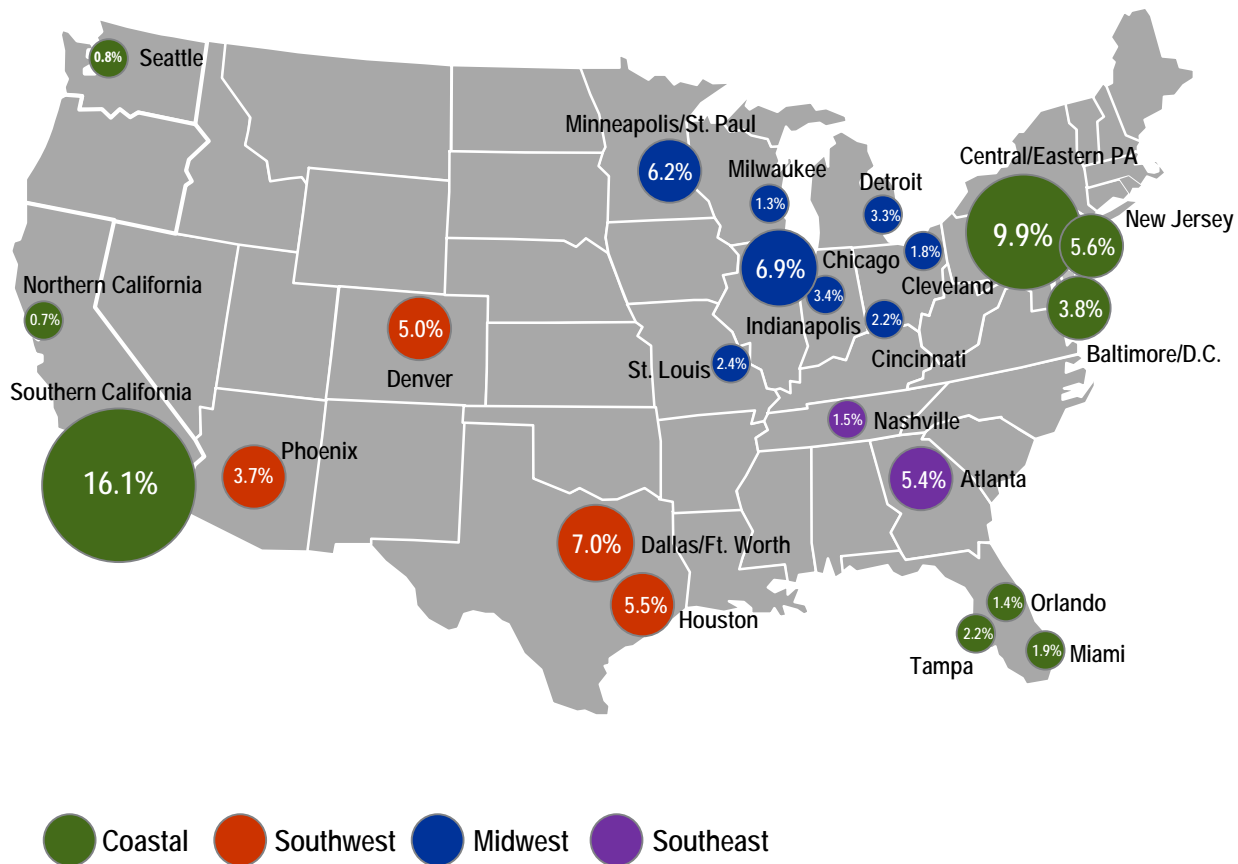 0.8%
Seattle
Minneapolis/St. Paul
6.2%
Milwaukee
1.3%
Detroit
3.3%
Central/Eastern PA
9.9%
New Jersey
5.6%
6.9%
Chicago
1.8%
Cleveland
3.4%
Indianapolis
2.2%
Cincinnati
3.8%
Baltimore/D.C.
Northern California
0.7%
5.0%
Denver
St. Louis
2.4%
Southern California
16.1%
Phoenix
3.7%
1.5%
Nashville
5.4%
Atlanta
7.0%
Dallas/Ft. Worth
5.5%
Houston
1.4%
Orlando
2.2%
Tampa
1.9%
Miami
Coastal
Southwest
Midwest
Southeast